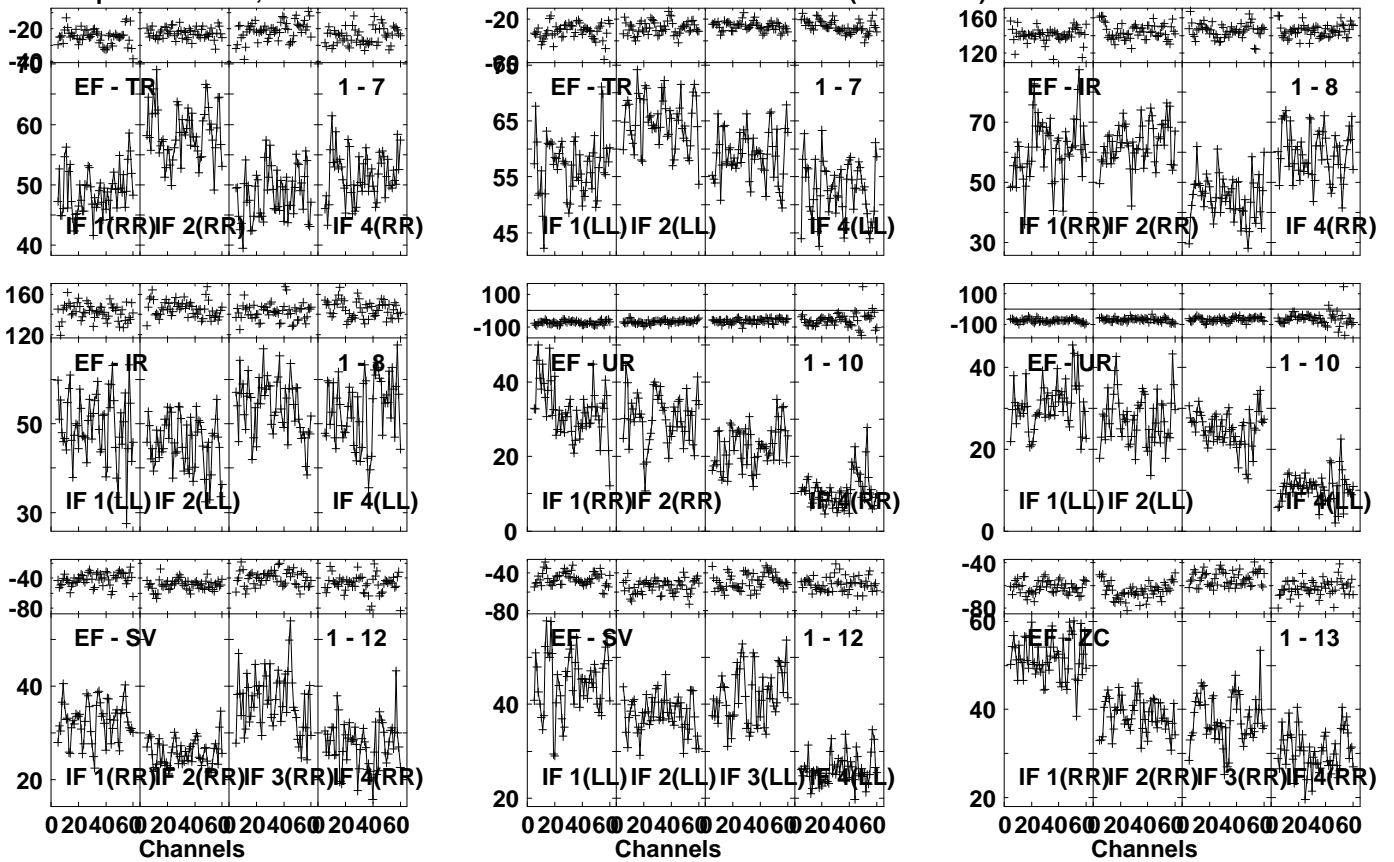 -20
-40
70
60
50
40
EF - TR
1 - 7
IF 1(RR)
IF 2(RR)
IF 4(RR)
-20
-60
75
65
55
45
EF - TR
1 - 7
IF 1(LL)
IF 2(LL)
IF 4(LL)
160
120
70
50
30
EF - IR
1 - 8
IF 1(RR)
IF 2(RR)
IF 4(RR)
160
120
50
30
EF - IR
1 - 8
IF 1(LL)
IF 2(LL)
IF 4(LL)
100
-100
40
20
0
EF - UR
1 - 10
IF 1(RR)
IF 2(RR)
IF 4(RR)
100
-100
40
20
0
EF - UR
1 - 10
IF 1(LL)
IF 2(LL)
IF 4(LL)
-40
-80
40
20
EF - SV
1 - 12
IF 1(RR)
IF 2(RR)
IF 3(RR)
IF 4(RR)
0 20 40 60 0 20 40 60 0 20 40 60 0 20 40 60
Channels
-40
-80
40
20
EF - SV
1 - 12
IF 1(LL)
IF 2(LL)
IF 3(LL)
IF 4(LL)
0 20 40 60 0 20 40 60 0 20 40 60 0 20 40 60
Channels
-40
-80
60
40
20
EF - ZC
1 - 13
IF 1(RR)
IF 2(RR)
IF 3(RR)
IF 4(RR)
0 20 40 60 0 20 40 60 0 20 40 60 0 20 40 60
Channels